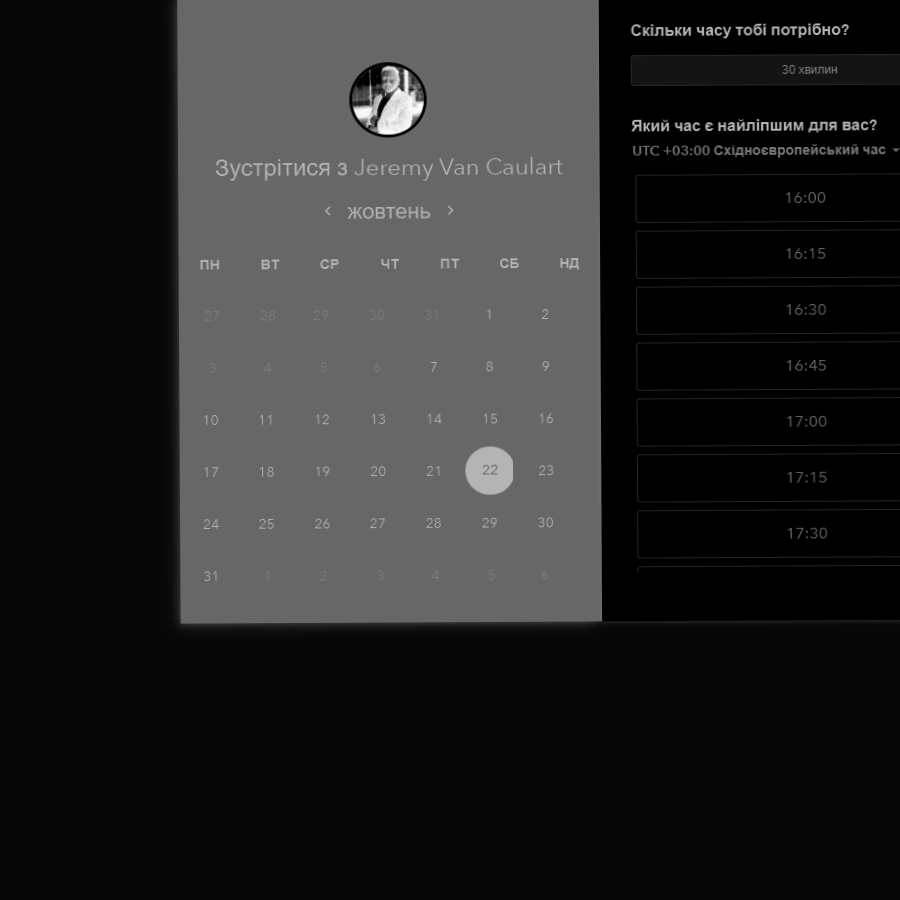 Зустрітися з Jeremy Van Caulart
жовтень
ПН ВТ СР ЧТ ПТ СБ НД
27 28 29 30 31 1 2
3 4 5 6 7 8 9
10 11 12 13 14 15 16
17 18 19 20 21 22 23
24 25 26 27 28 29 30
31 1 2 3 4 5 6
Скільки часу тобі потрібно?
30 хвилин
Який час є найліпшим для вас?
UTC +03:00 Східноєвропейський час
16:00
16:15
16:30
16:45
17:00
17:15
17:30